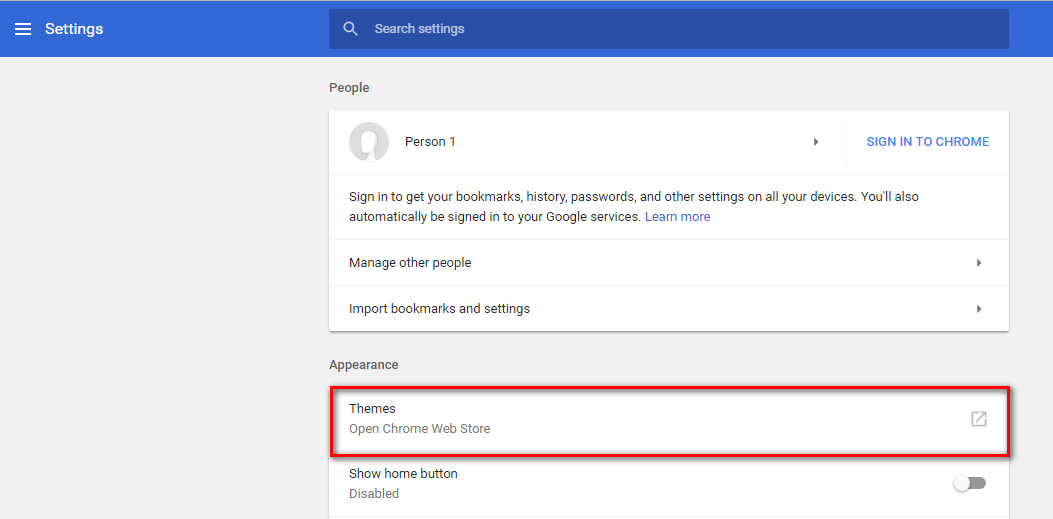 Settings
Search settings
People
Person 1
SIGN IN TO CHROME
Sign in to get your bookmarks, history, passwords, and other settings on all your devices. You'll also
automatically be signed in to your Google services. Learn more
Manage other people
Import bookmarks and settings
Appearance
Themes
Open Chrome Web Store
Show home button
Disabled